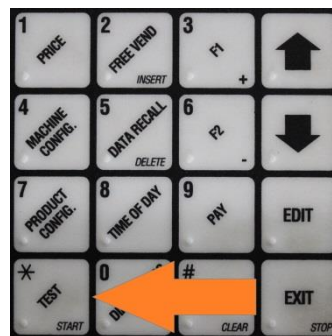 1 PRICE
2 FREE VEND INSERT
3 F1 +
4 MACHINE CONFIG.
5 DATA RECALL DELETE
6 F2 -
7 PRODUCT CONFIG.
8 TIME OF DAY
9 PAY
EDIT
* TEST START
0
# CLEAR
EXIT STOP